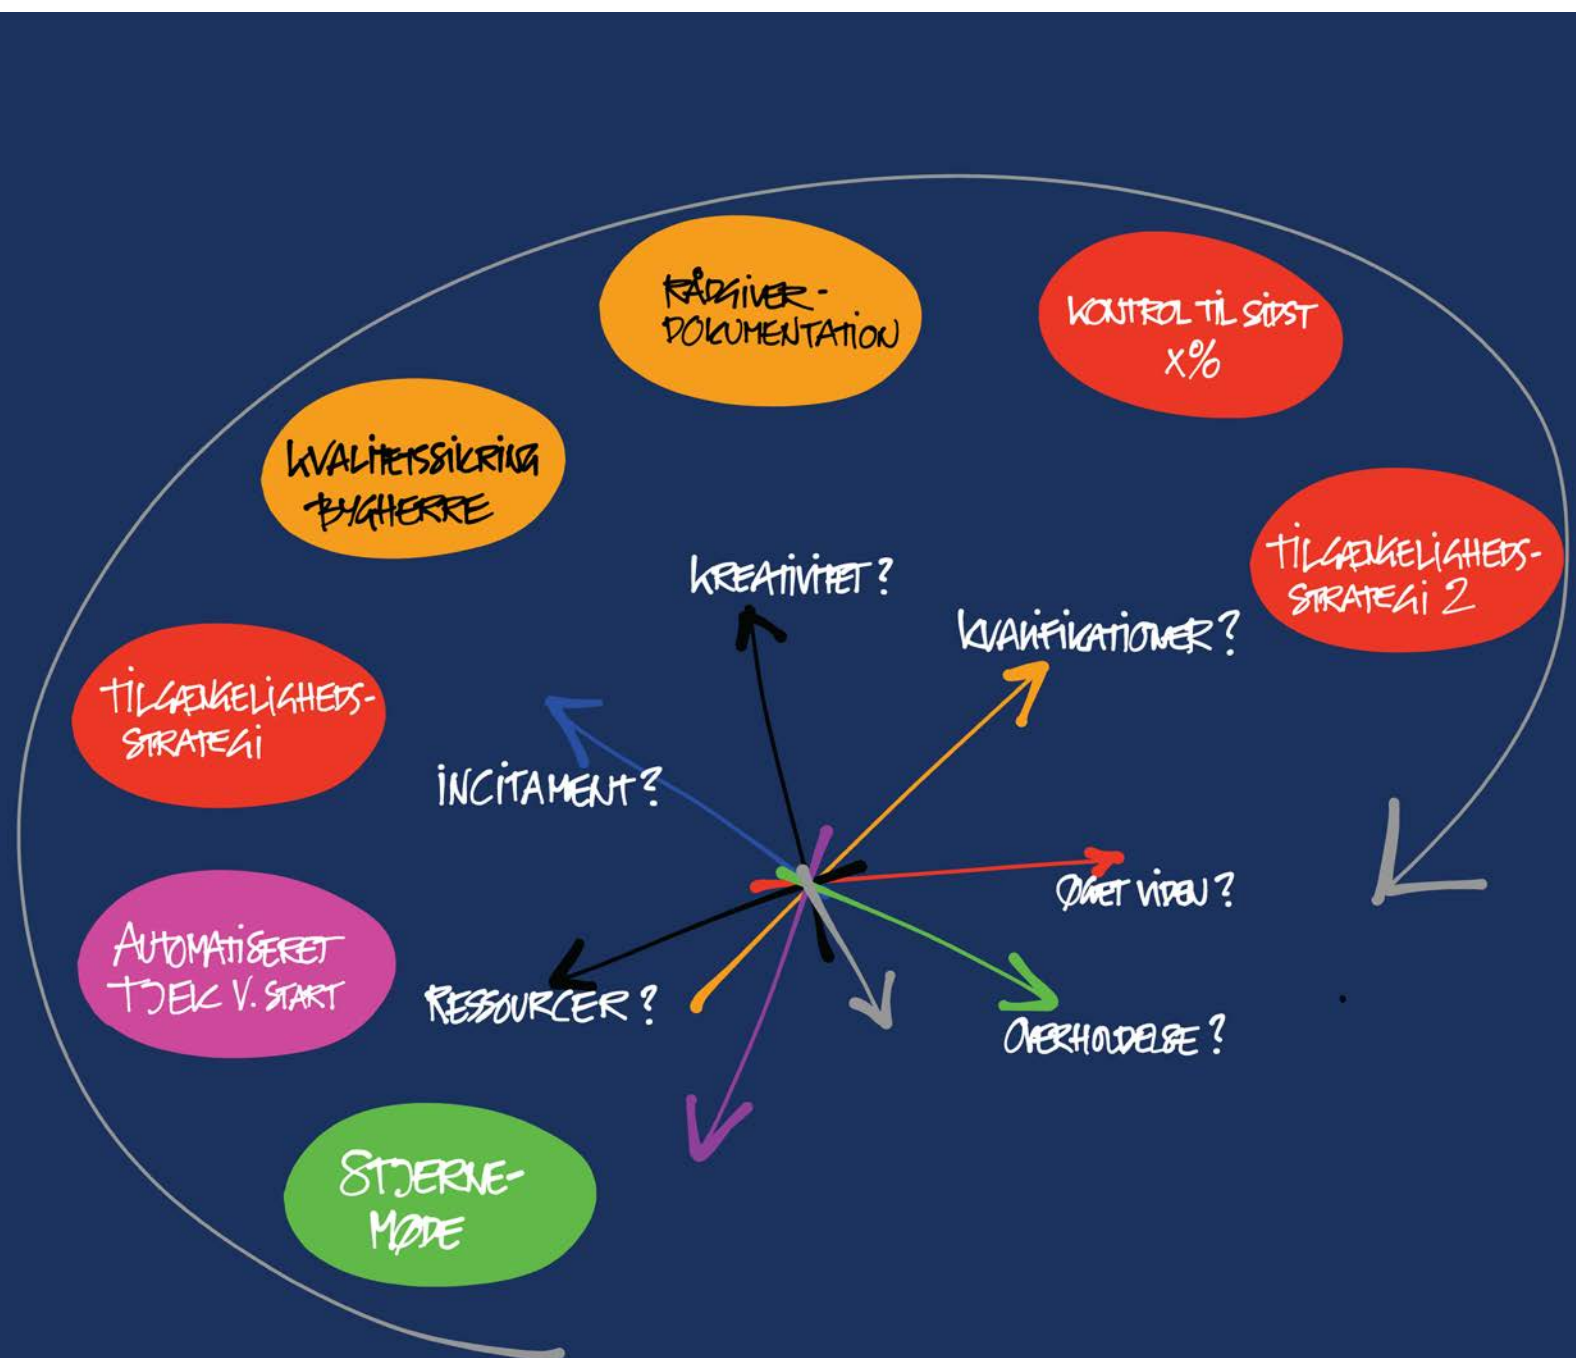 RÅDGIVER-
DOKUMENTATION
KONTROL TIL SIDST
X%
KVALITETSSIKRING
BYGHERRE
TILGÆNGELIGHEDS-
STRATEGI 2
KREATIVITET?
KVALIFIKATIONER?
TILGÆNGELIGHEDS-
STRATEGI
INCITAMENT?
ØGET VIDEN?
AUTOMATISERET
TJEK V. START
RESSOURCER?
OVERHOLDELSE?
STJERNE-
MØDE